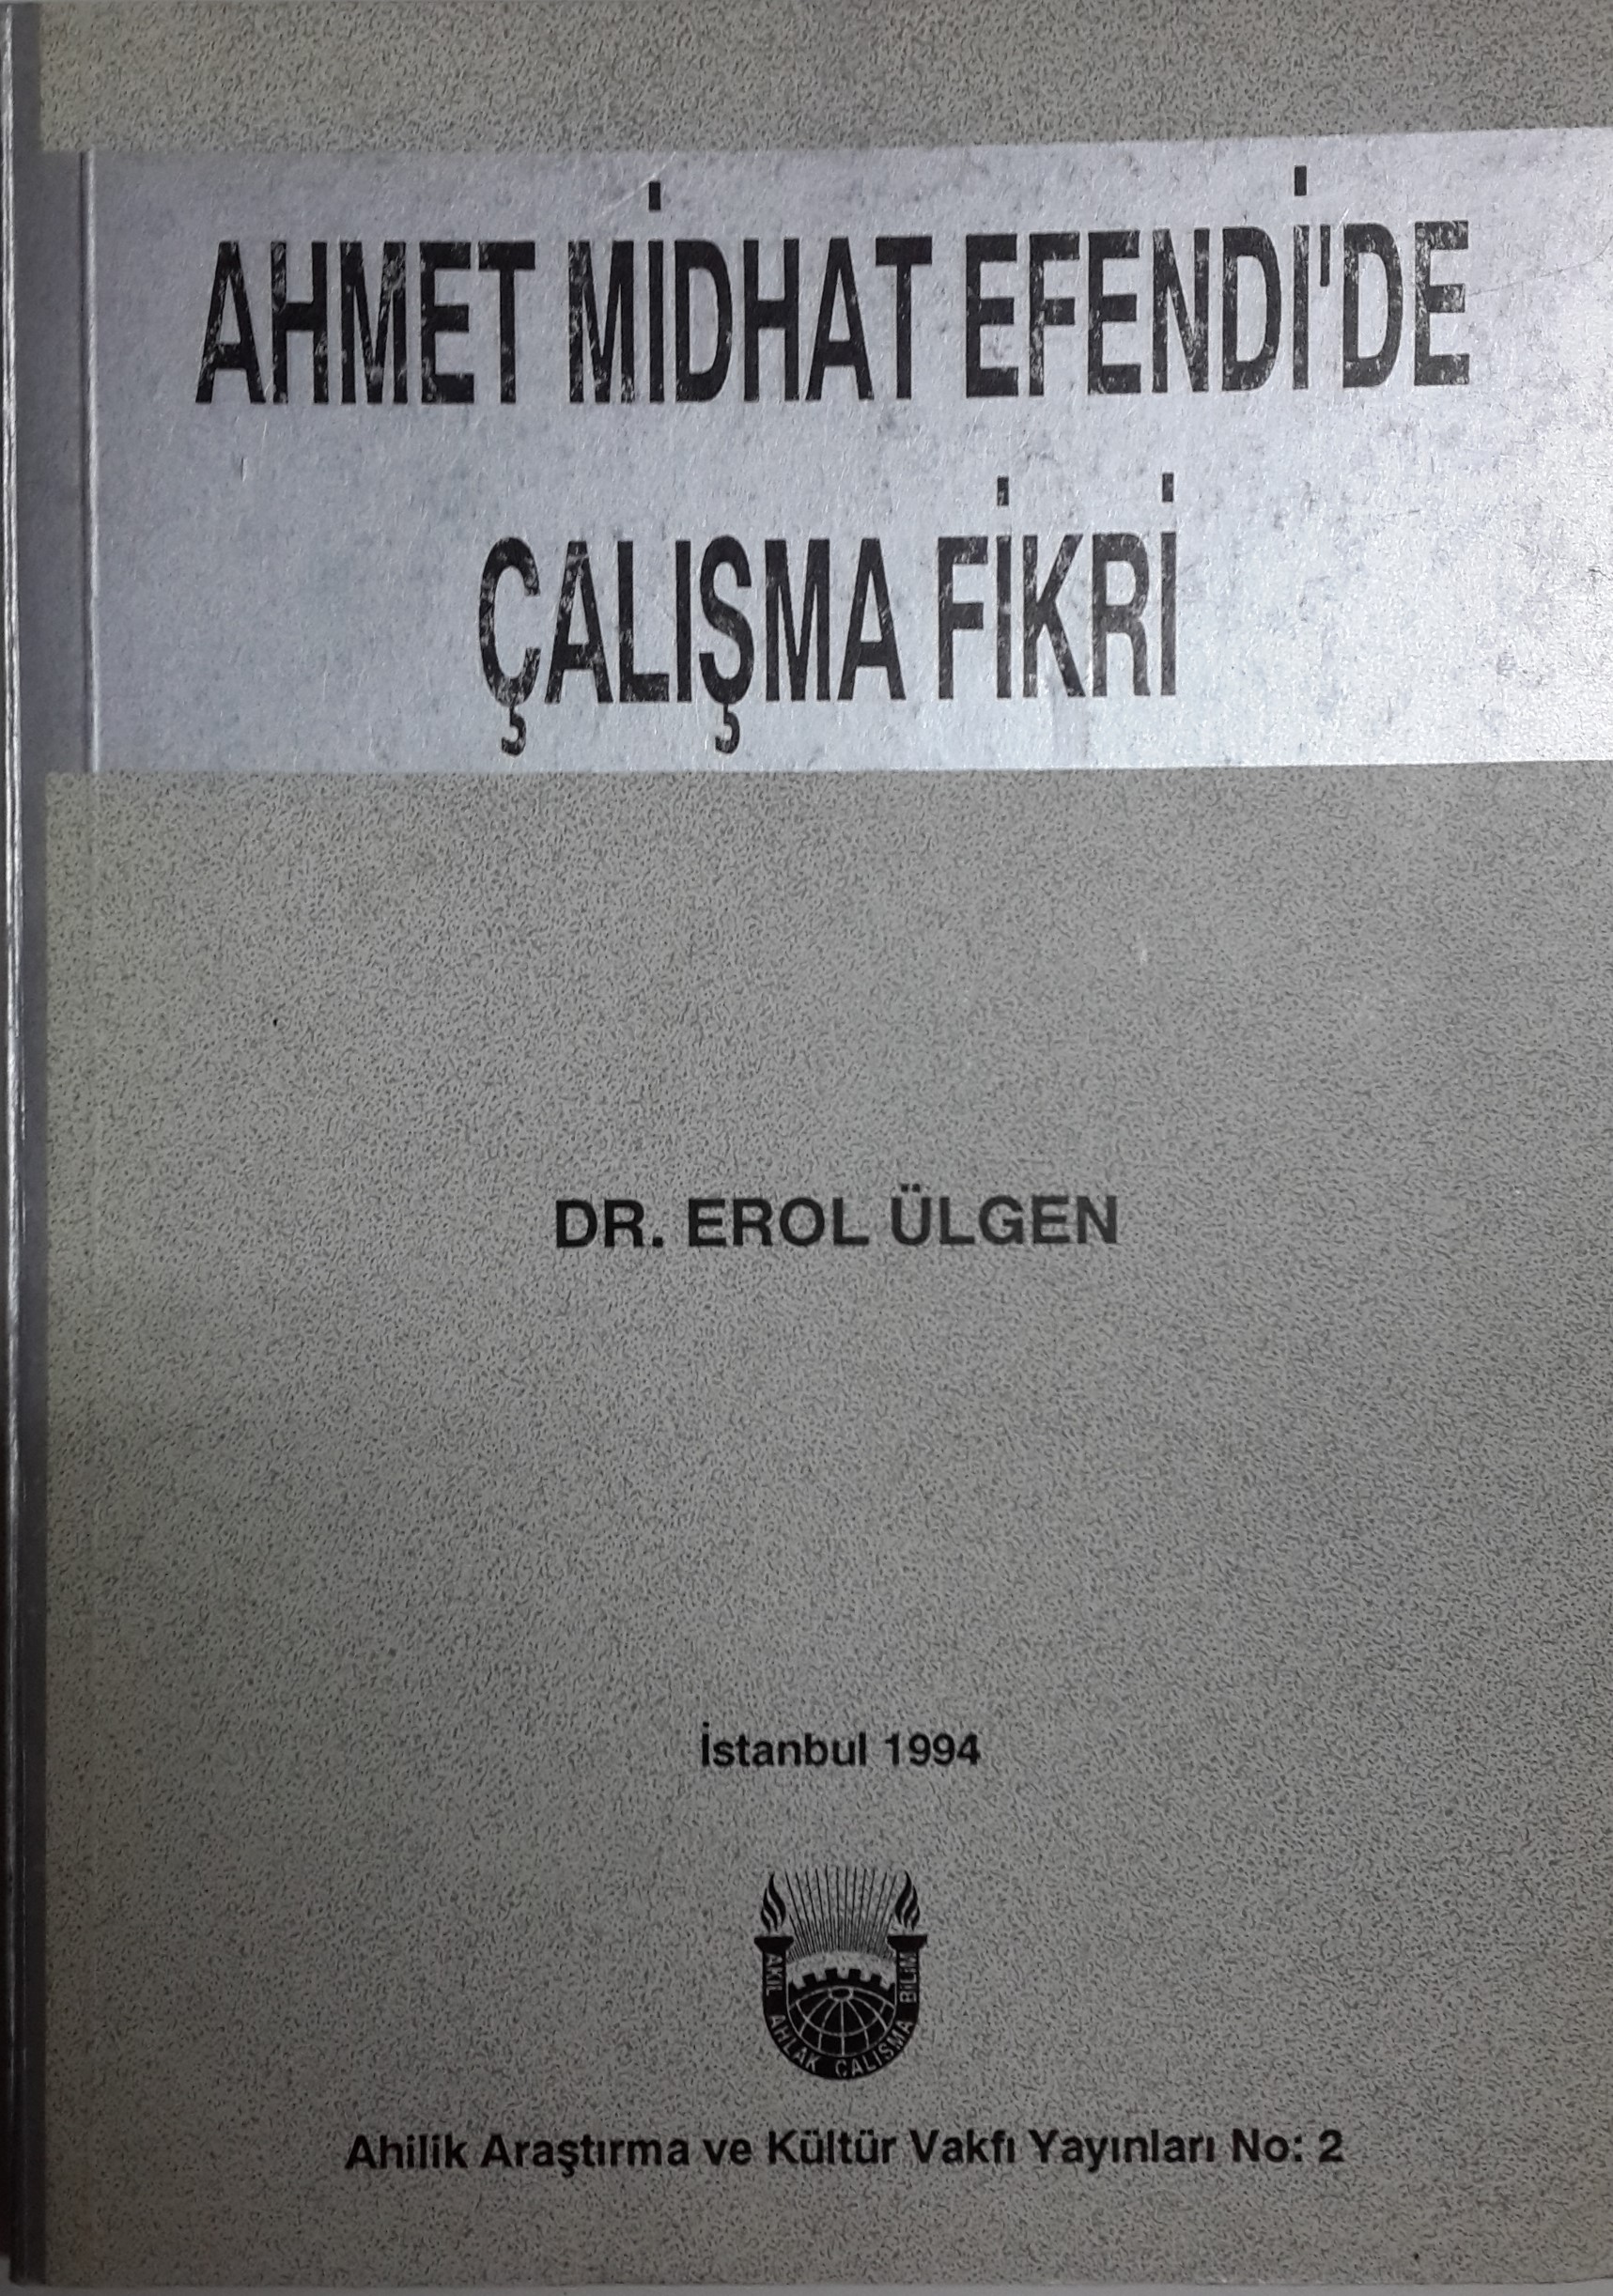 AHMET MİDHAT EFENDİ'DE
ÇALIŞMA FİKRİ
DR. EROL ÜLGEN
İstanbul 1994
AKIL AHLAK ÇALIŞMA BİLİM
Ahilik Araştırma ve Kültür Vakfı Yayınları No: 2